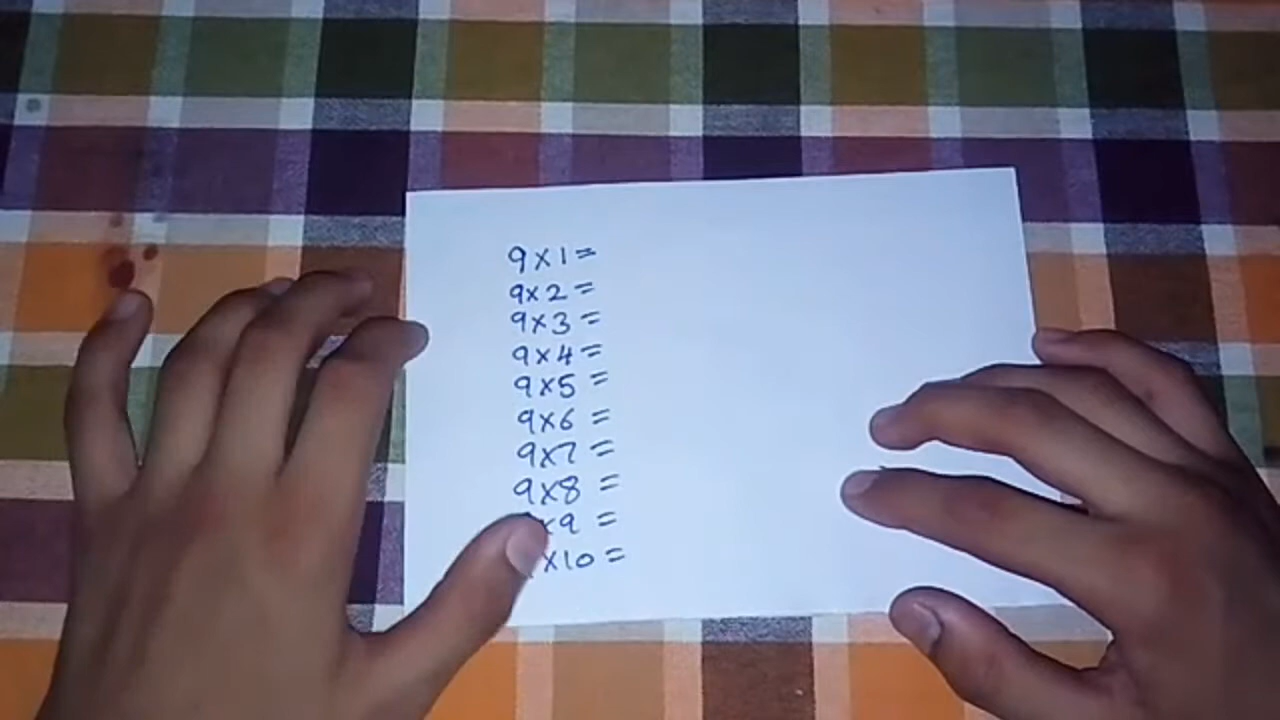 9x1=
9x2=
9x3=
9x4=
9x5=
9x6=
9x7=
9x8=
x9=
x10=